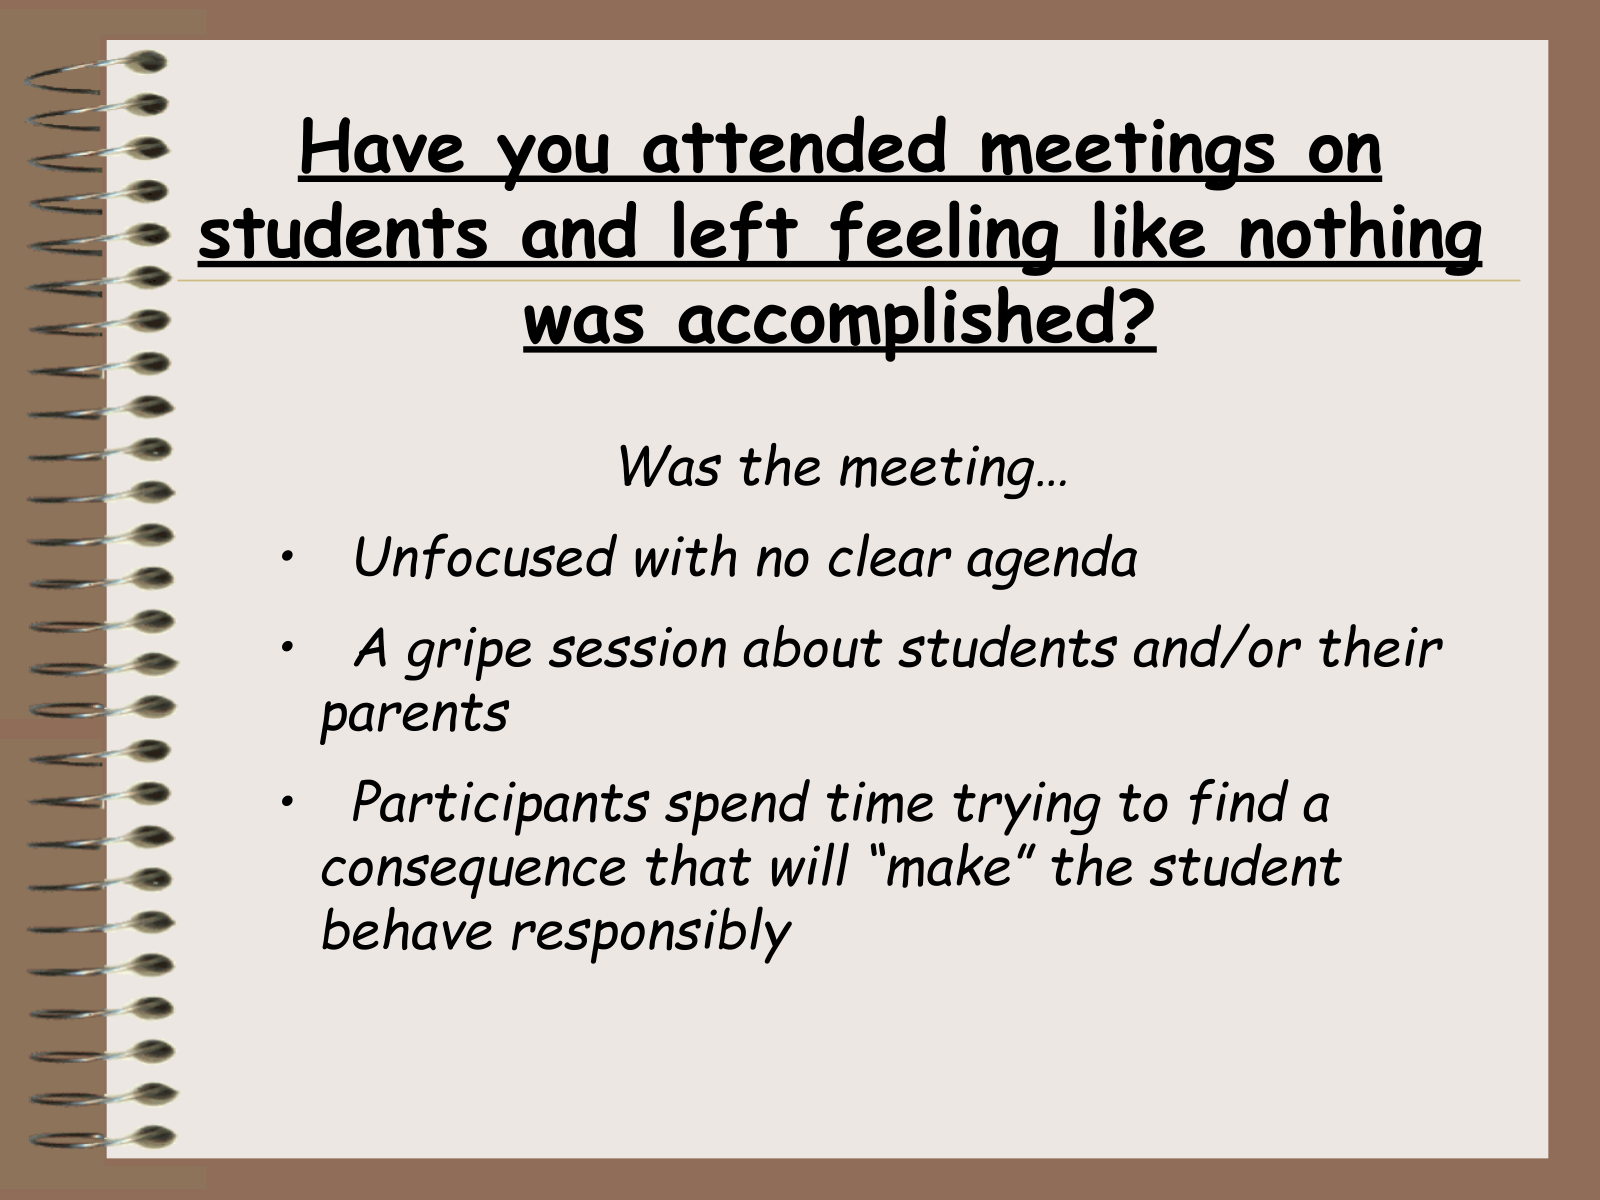 Have you attended meetings on
students and left feeling like nothing
was accomplished?
Was the meeting…
• Unfocused with no clear agenda
• A gripe session about students and/or their
parents
• Participants spend time trying to find a
consequence that will “make” the student
behave responsibly